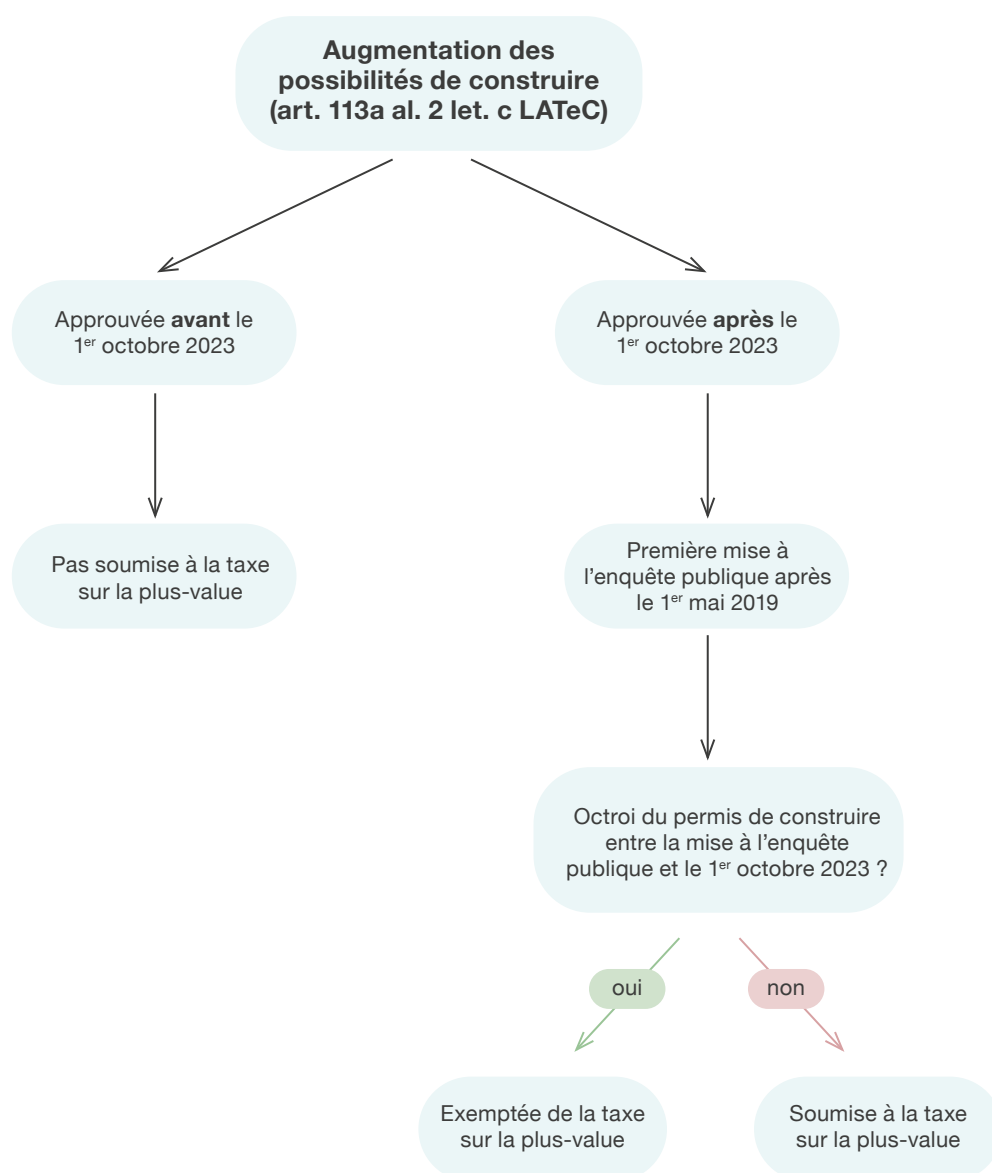 Augmentation des
possibilités de construire
(art. 113a al. 2 let. c LATeC)
Approuvée avant le
1er octobre 2023
Approuvée après le
1er octobre 2023
Pas soumise à la taxe
sur la plus-value
Première mise à
l’enquête publique après
le 1er mai 2019
Octroi du permis de construire
entre la mise à l’enquête
publique et le 1er octobre 2023 ?
oui
non
Exemptée de la taxe
sur la plus-value
Soumise à la taxe
sur la plus-value